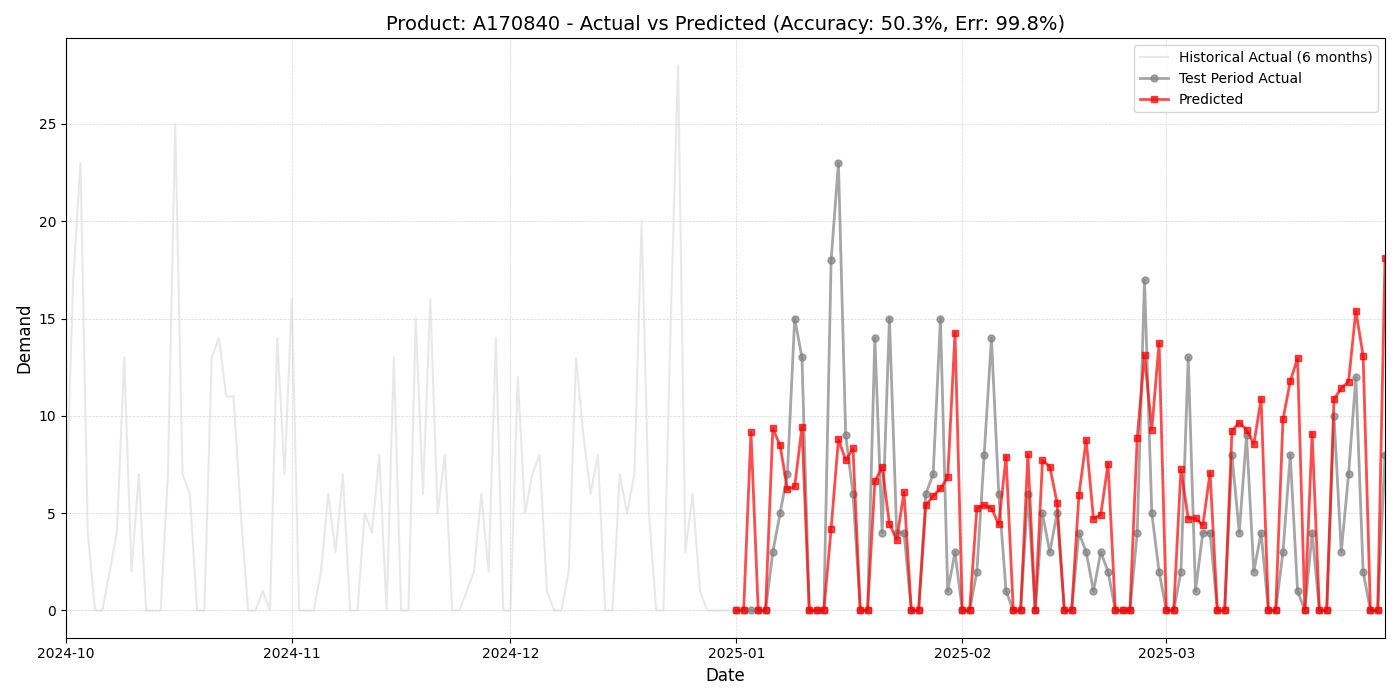 Product: A170840 - Actual vs Predicted (Accuracy: 50.3%, Err: 99.8%)
Historical Actual (6 months)
Test Period Actual
Predicted
Demand
25
20
15
10
5
0
2024-10
2024-11
2024-12
2025-01
2025-02
2025-03
Date